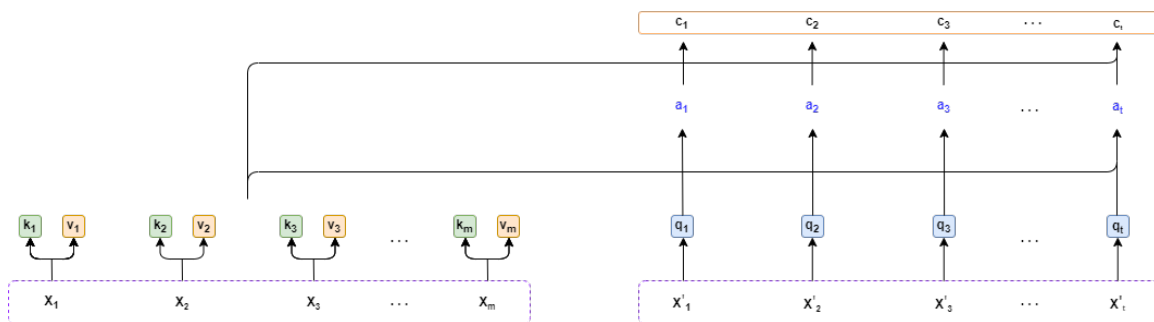 c₁ c₂ c₃ ... cₜ
a₁ a₂ a₃ ... aₜ
k₁ v₁ k₂ v₂ k₃ v₃ ... kₘ vₘ q₁ q₂ q₃ ... qₜ
X₁ X₂ X₃ ... Xₘ X'₁ X'₂ X'₃ ... X'ₜ